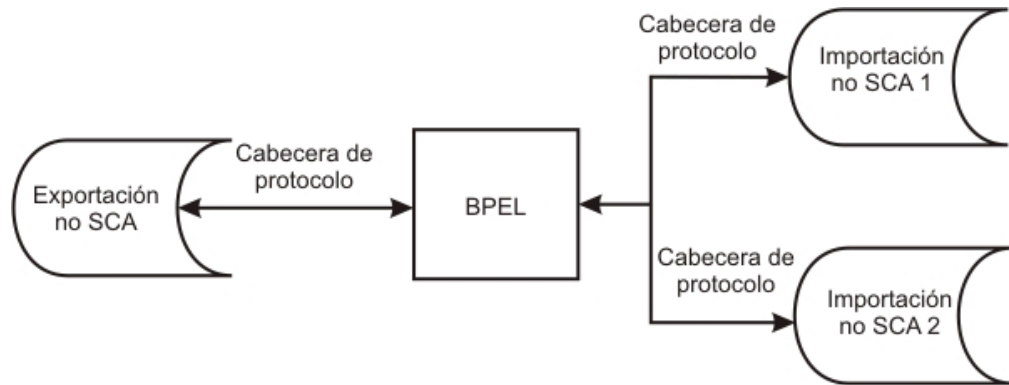 Exportación
no SCA
Cabecera de
protocolo
BPEL
Cabecera de
protocolo
Importación
no SCA 1
Cabecera de
protocolo
Importación
no SCA 2